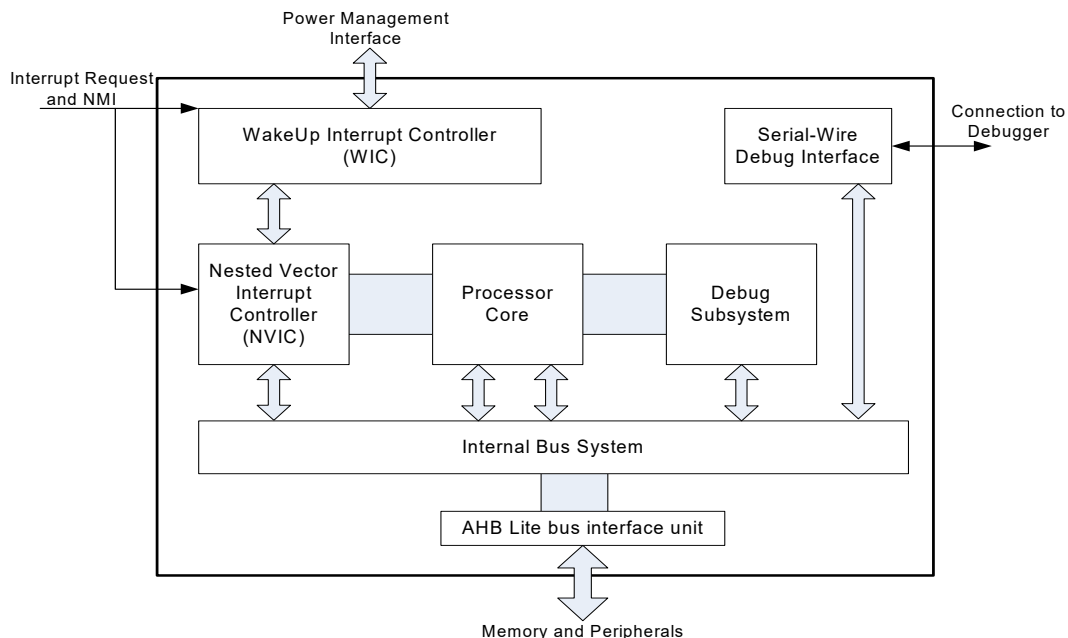 Power Management
Interface
Interrupt Request
and NMI
WakeUp Interrupt Controller
(WIC)
Serial-Wire
Debug Interface
Connection to
Debugger
Nested Vector
Interrupt
Controller
(NVIC)
Processor
Core
Debug
Subsystem
Internal Bus System
AHB Lite bus interface unit
Memory and Peripherals